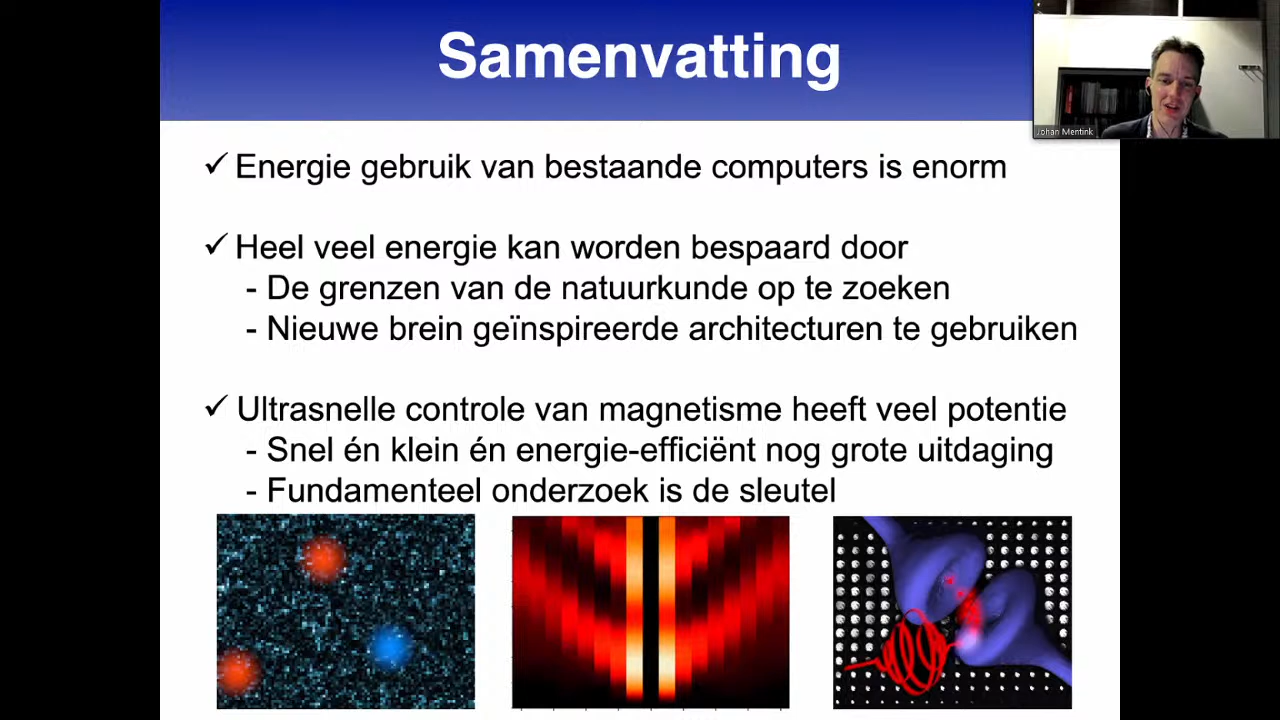 Samenvatting
Johan Mentink
✓ Energie gebruik van bestaande computers is enorm
✓ Heel veel energie kan worden bespaard door
- De grenzen van de natuurkunde op te zoeken
- Nieuwe brein geïnspireerde architecturen te gebruiken
✓ Ultrasnelle controle van magnetisme heeft veel potentie
- Snel én klein én energie-efficiënt nog grote uitdaging
- Fundamenteel onderzoek is de sleutel